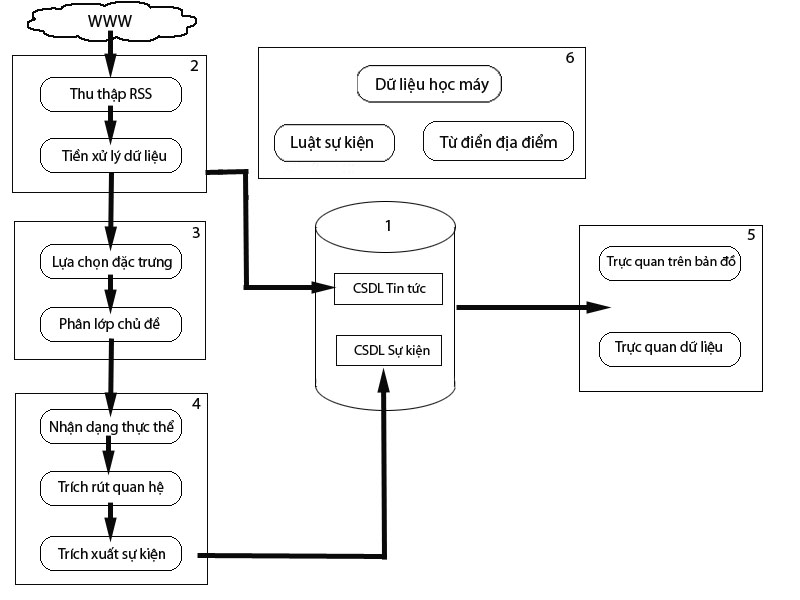 WWW
2
Thu thập RSS
Tiền xử lý dữ liệu
6
Dữ liệu học máy
Luật sự kiện
Từ điển địa điểm
3
Lựa chọn đặc trưng
Phân lớp chủ đề
1
CSDL Tin tức
CSDL Sự kiện
5
Trực quan trên bản đồ
Trực quan dữ liệu
4
Nhận dạng thực thể
Trích rút quan hệ
Trích xuất sự kiện